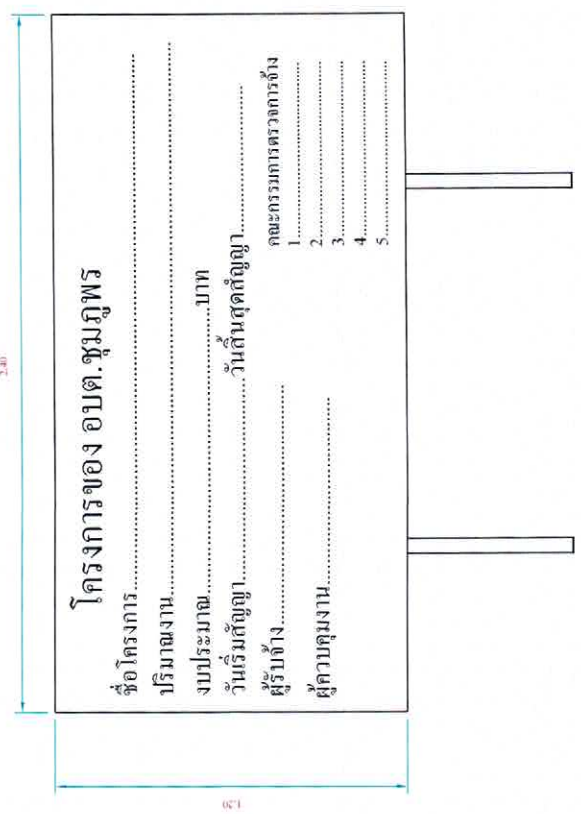 2.40
1.20
โครงการของ อบต.ชุมภูพร
ชื่อโครงการ..............................
ปริมาณงาน..............................
งบประมาณ..............................บาท
วันเริ่มสัญญา..............................วันสิ้นสุดสัญญา..............................
ผู้รับจ้าง..............................
ผู้ควบคุมงาน..............................
คณะกรรมการตรวจการจ้าง
1..............................
2..............................
3..............................
4..............................
5..............................